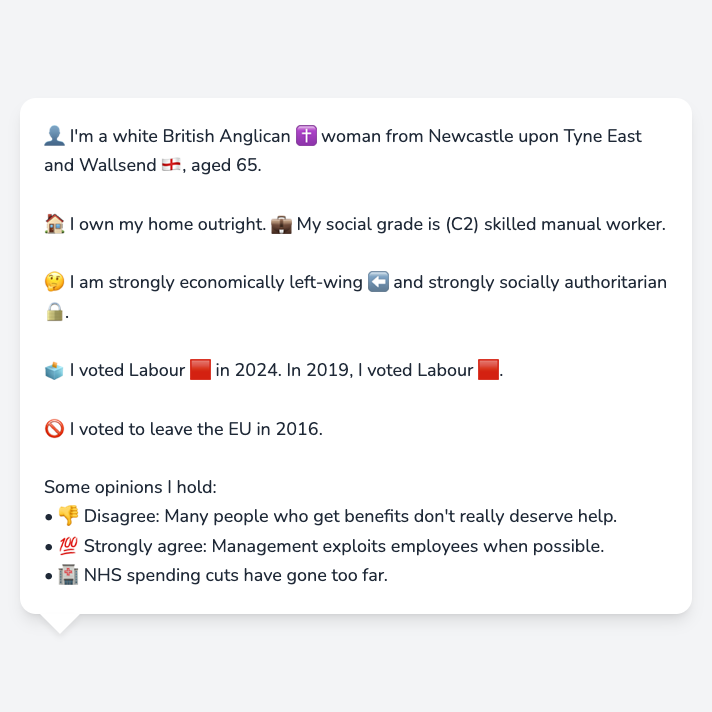 👤 I'm a white British Anglican ✝️ woman from Newcastle upon Tyne East
and Wallsend 🏴󠁧󠁢󠁥󠁮󠁧󠁿, aged 65.
🏠 I own my home outright. 💼 My social grade is (C2) skilled manual worker.
🤔 I am strongly economically left-wing ⬅️ and strongly socially authoritarian
🔒.
🗳️ I voted Labour 🟥 in 2024. In 2019, I voted Labour 🟥.
🚫 I voted to leave the EU in 2016.
Some opinions I hold:
• 👎 Disagree: Many people who get benefits don't really deserve help.
• 💯 Strongly agree: Management exploits employees when possible.
• 🏥 NHS spending cuts have gone too far.